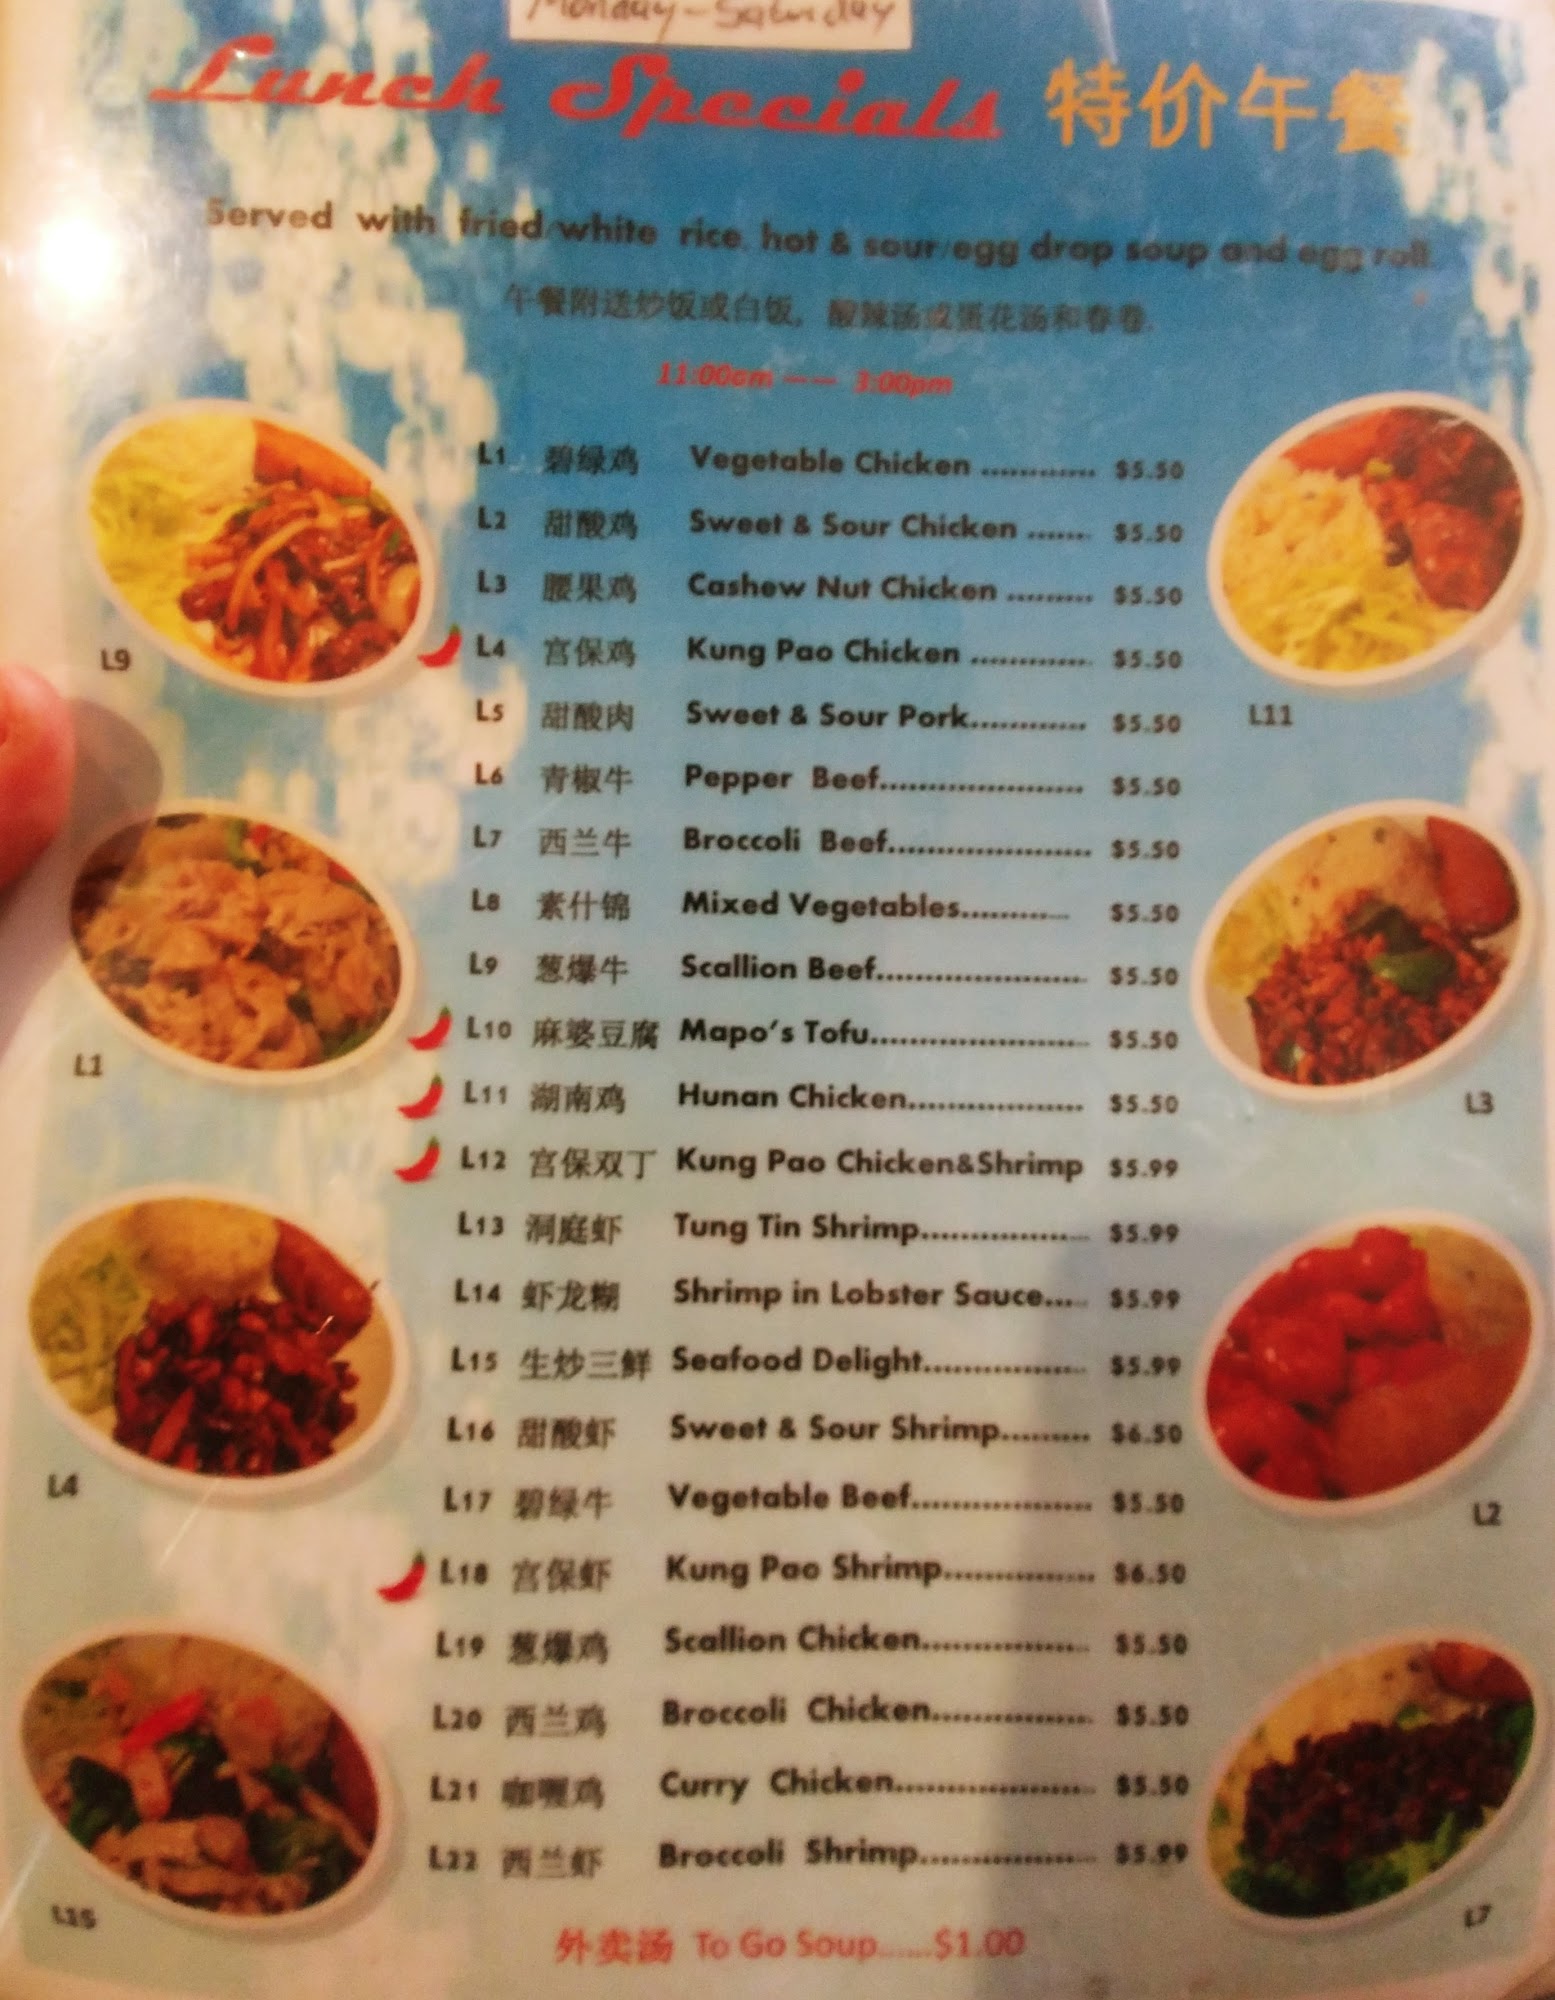 Monday-Saturday
Lunch Specials 特价午餐
Served with fried/white rice, hot & sour/egg drop soup and egg roll.
午餐附送炒饭或白饭, 酸辣汤或蛋花汤和春卷.
11:00am —— 3:00pm
L1 碧绿鸡 Vegetable Chicken ............. $5.50
L2 甜酸鸡 Sweet & Sour Chicken ....... $5.50
L3 腰果鸡 Cashew Nut Chicken ......... $5.50
L4 宫保鸡 Kung Pao Chicken ............. $5.50
L5 甜酸肉 Sweet & Sour Pork............. $5.50
L6 青椒牛 Pepper Beef....................... $5.50
L7 西兰牛 Broccoli Beef....................... $5.50
L8 素什锦 Mixed Vegetables............ $5.50
L9 葱爆牛 Scallion Beef........................ $5.50
L10 麻婆豆腐 Mapo's Tofu......................... $5.50
L11 湖南鸡 Hunan Chicken.................... $5.50
L12 宫保双丁 Kung Pao Chicken&Shrimp $5.99
L13 洞庭虾 Tung Tin Shrimp................... $5.99
L14 虾龙糊 Shrimp in Lobster Sauce..... $5.99
L15 生炒三鲜 Seafood Delight.................. $5.99
L16 甜酸虾 Sweet & Sour Shrimp......... $6.50
L17 碧绿牛 Vegetable Beef.................... $5.50
L18 宫保虾 Kung Pao Shrimp................ $6.50
L19 葱爆鸡 Scallion Chicken.................. $5.50
L20 西兰鸡 Broccoli Chicken.................. $5.50
L21 咖喱鸡 Curry Chicken...................... $5.50
L22 西兰虾 Broccoli Shrimp.................... $5.99
外卖汤 To Go Soup......$1.00
L9
L1
L4
L15
L11
L3
L2
L7